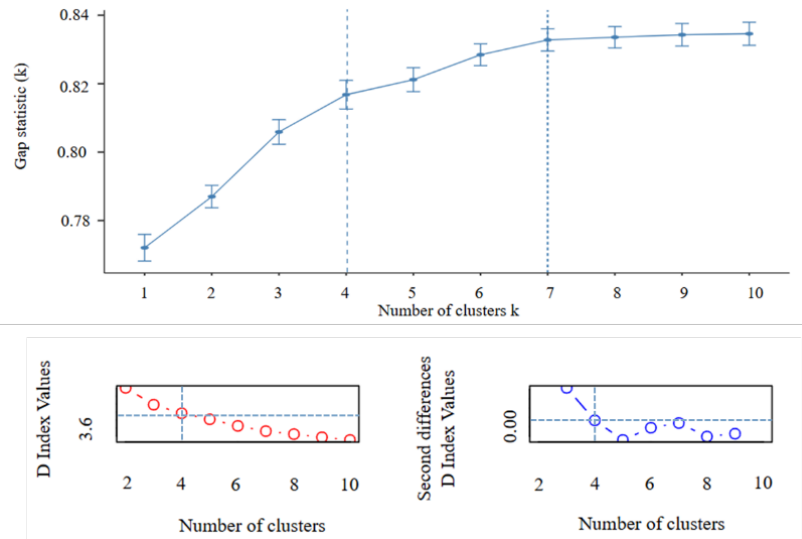 Gap statistic (k)
0.84
0.82
0.80
0.78
1 2 3 4 5 6 7 8 9 10
Number of clusters k
D Index Values
3.6
2 4 6 8 10
Number of clusters
Second differences
D Index Values
0.00
2 4 6 8 10
Number of clusters